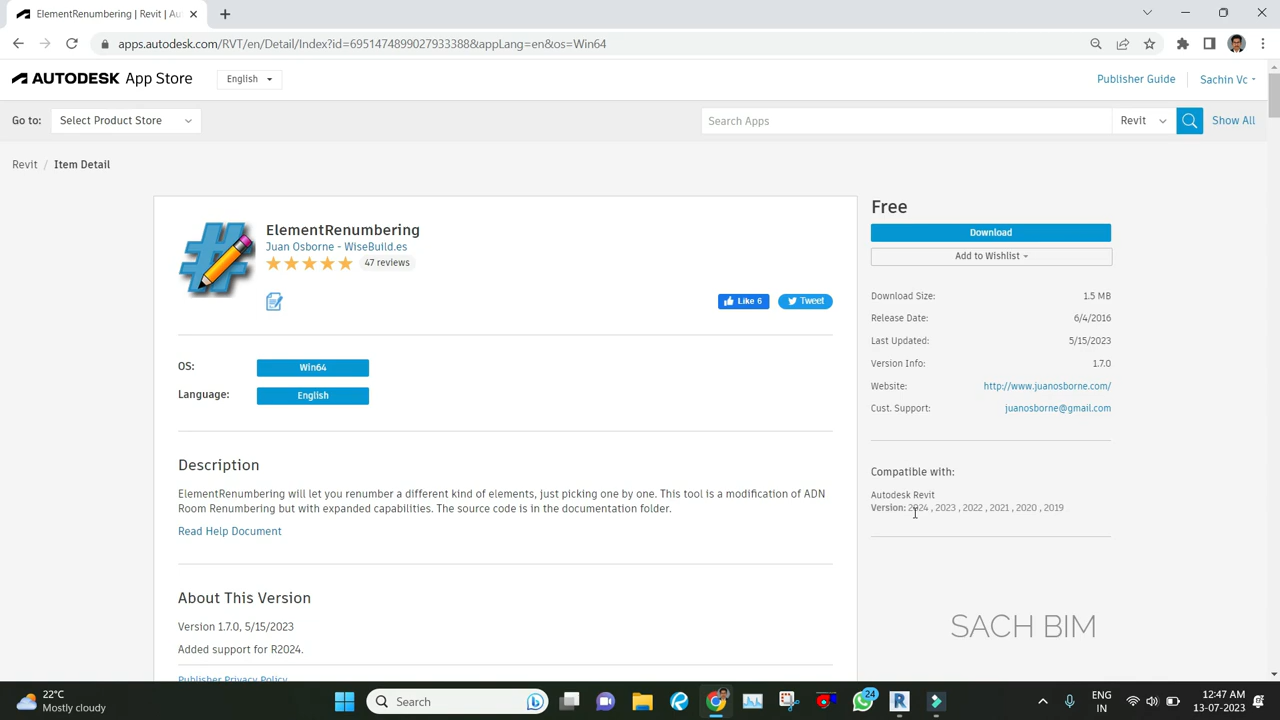 ElementRenumbering | Revit | Aut
apps.autodesk.com/RVT/en/Detail/Index?id=6951474899027933388&appLang=en&os=Win64
AUTODESK App Store
English
Publisher Guide
Sachin Vc
Go to:
Select Product Store
Search Apps
Revit
Show All
Revit / Item Detail
ElementRenumbering
Juan Osborne - WiseBuild.es
47 reviews
Like 6
Tweet
OS:
Win64
Language:
English
Description
ElementRenumbering will let you renumber a different kind of elements, just picking one by one. This tool is a modification of ADN
Room Renumbering but with expanded capabilities. The source code is in the documentation folder.
Read Help Document
About This Version
Version 1.7.0, 5/15/2023
Added support for R2024.
Publisher Privacy Policy
Free
Download
Add to Wishlist
Download Size: 1.5 MB
Release Date: 6/4/2016
Last Updated: 5/15/2023
Version Info: 1.7.0
Website: http://www.juanosborne.com/
Cust. Support: juanosborne@gmail.com
Compatible with:
Autodesk Revit
Version: 2024 , 2023 , 2022 , 2021 , 2020 , 2019
SACH BIM
22°C
Mostly cloudy
Search
24
ENG
IN
12:47 AM
13-07-2023